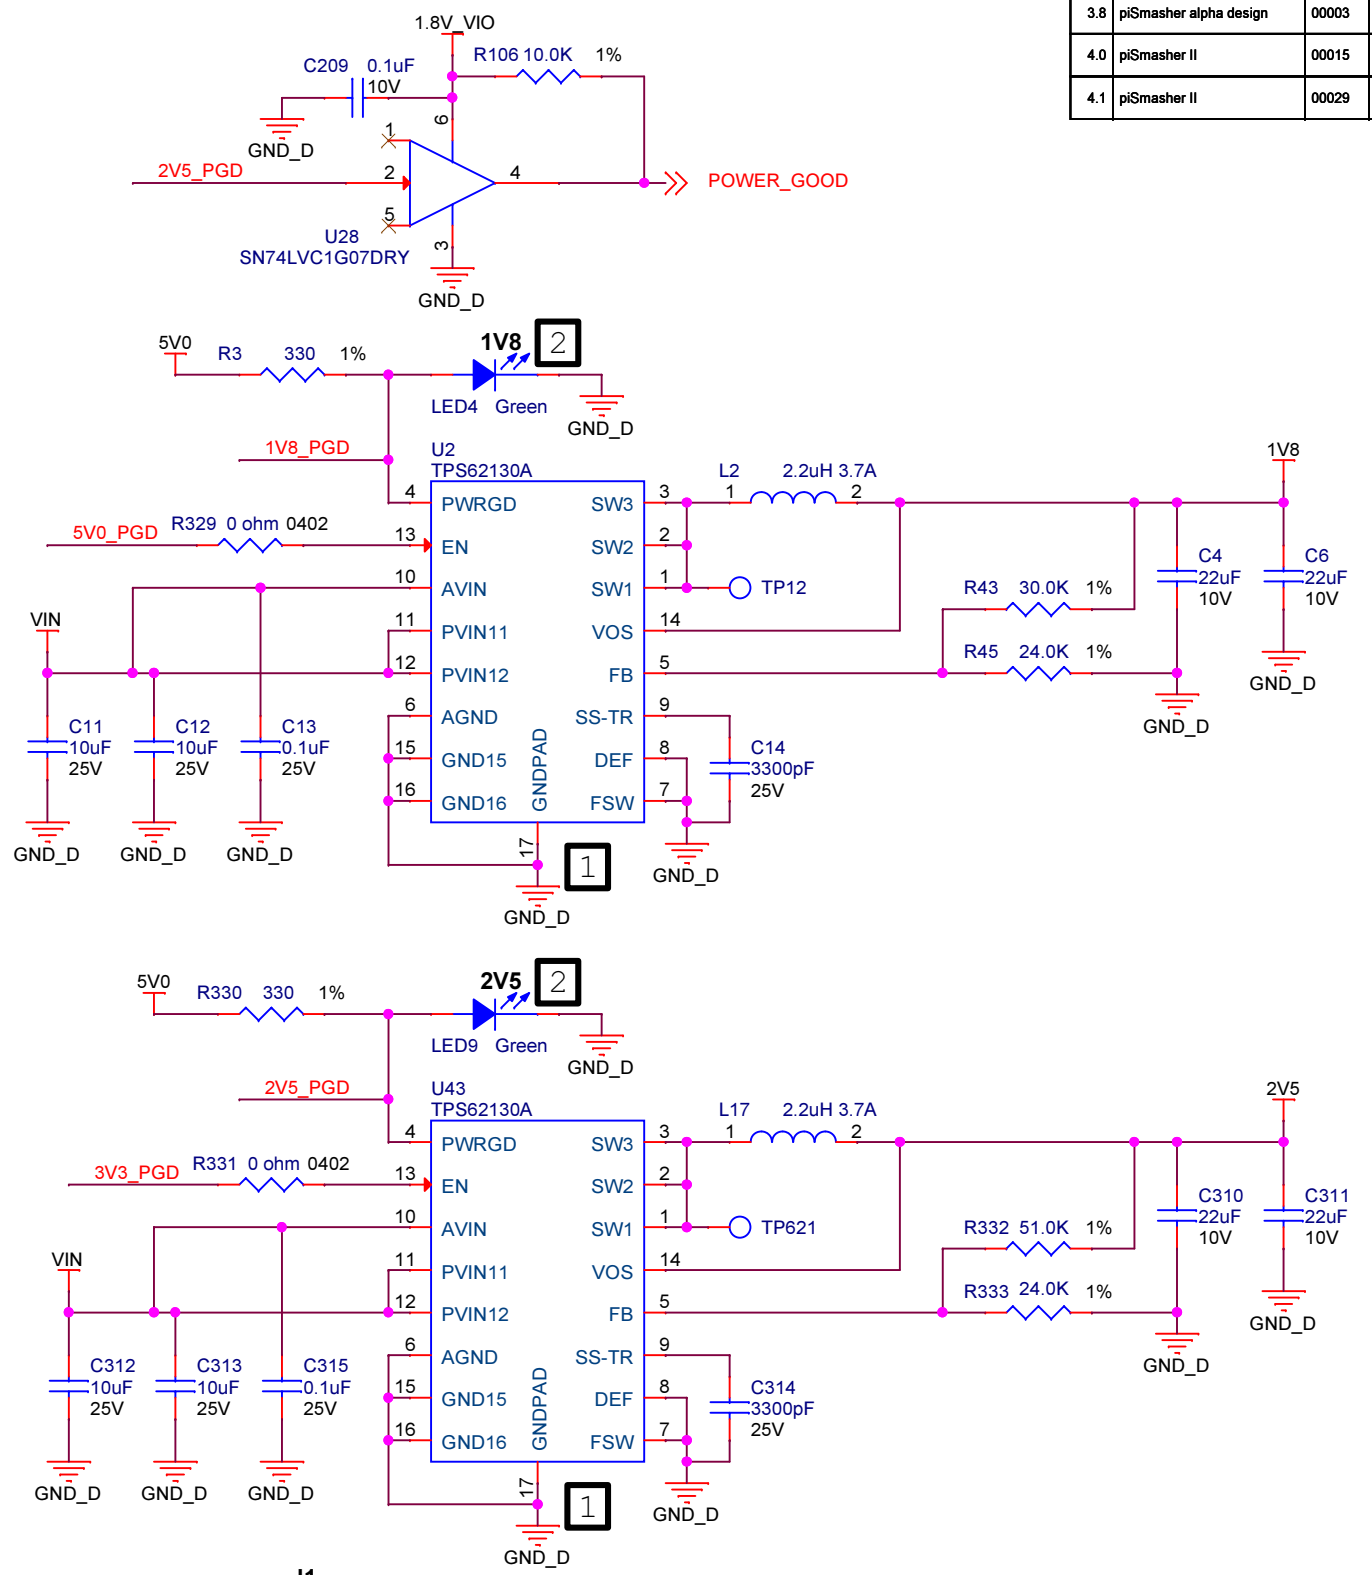 3.8 piSmasher alpha design 00003
4.0 piSmasher II 00015
4.1 piSmasher II 00029
1.8V_VIO
C209 0.1uF
10V
R106 10.0K 1%
GND_D
6
1
2V5_PGD
2
4
POWER_GOOD
5
U28
SN74LVC1G07DRY
3
GND_D
5V0
R3 330 1%
1V8
2
LED4 Green
GND_D
1V8_PGD
U2
TPS62130A
L2 2.2uH 3.7A
1V8
4 PWRGD SW3 3 1 2
5V0_PGD
R329 0 ohm 0402
13 EN SW2 2
C4
22uF
10V
C6
22uF
10V
10 AVIN SW1 1
TP12
R43 30.0K 1%
VIN
11 PVIN11 VOS 14
12 PVIN12 FB 5
R45 24.0K 1%
GND_D
GND_D
6 AGND SS-TR 9
C11
10uF
25V
C12
10uF
25V
C13
0.1uF
25V
15 GND15 DEF 8
C14
3300pF
25V
16 GND16 GNDPAD FSW 7
17
1
GND_D
GND_D
GND_D
GND_D
GND_D
5V0
R330 330 1%
2V5
2
LED9 Green
GND_D
2V5_PGD
U43
TPS62130A
L17 2.2uH 3.7A
2V5
4 PWRGD SW3 3 1 2
3V3_PGD
R331 0 ohm 0402
13 EN SW2 2
C310
22uF
10V
C311
22uF
10V
10 AVIN SW1 1
TP621
R332 51.0K 1%
VIN
11 PVIN11 VOS 14
12 PVIN12 FB 5
R333 24.0K 1%
GND_D
GND_D
6 AGND SS-TR 9
C312
10uF
25V
C313
10uF
25V
C315
0.1uF
25V
15 GND15 DEF 8
C314
3300pF
25V
16 GND16 GNDPAD FSW 7
17
1
GND_D
GND_D
GND_D
GND_D
GND_D